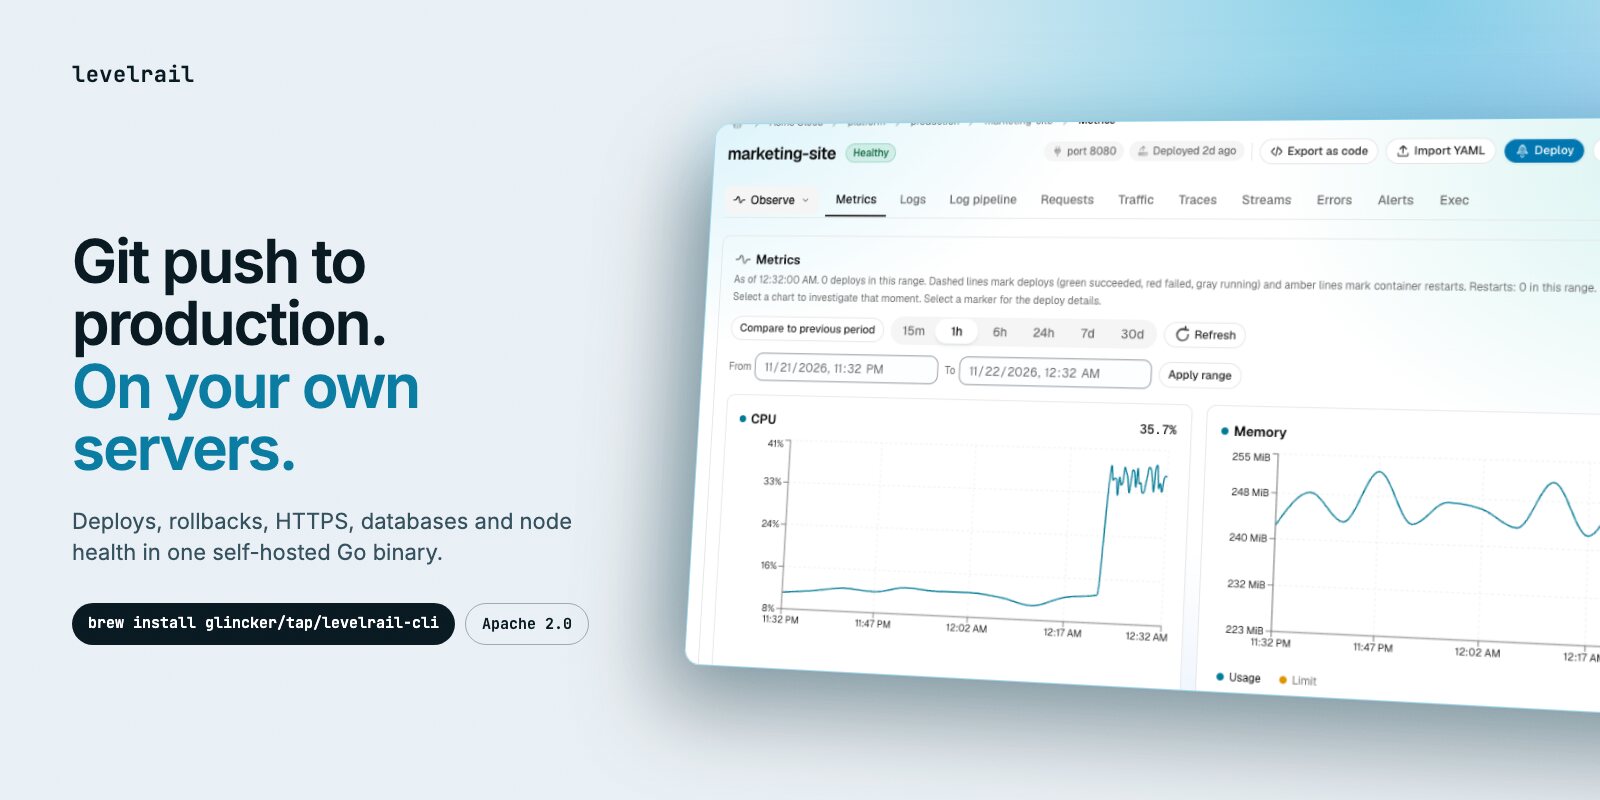 levelrail
Git push to
production.
On your own
servers.
Deploys, rollbacks, HTTPS, databases and node
health in one self-hosted Go binary.
brew install glincker/tap/levelrail-cli
Apache 2.0
marketing-site
Healthy
port 8080
Deployed 2d ago
Export as code
Import YAML
Deploy
Observe
Metrics
Logs
Log pipeline
Requests
Traffic
Traces
Streams
Errors
Alerts
Exec
Metrics
As of 12:32:00 AM. 0 deploys in this range. Dashed lines mark deploys (green succeeded, red failed, gray running) and amber lines mark container restarts. Restarts: 0 in this range.
Select a chart to investigate that moment. Select a marker for the deploy details.
Compare to previous period
15m
1h
6h
24h
7d
30d
Refresh
From
11/21/2026, 11:32 PM
To
11/22/2026, 12:32 AM
Apply range
CPU
35.7%
41%
33%
24%
16%
8%
11:32 PM
11:47 PM
12:02 AM
12:17 AM
12:32 AM
Memory
255 MiB
248 MiB
240 MiB
232 MiB
223 MiB
11:32 PM
11:47 PM
12:02 AM
12:17 AM
Usage
Limit